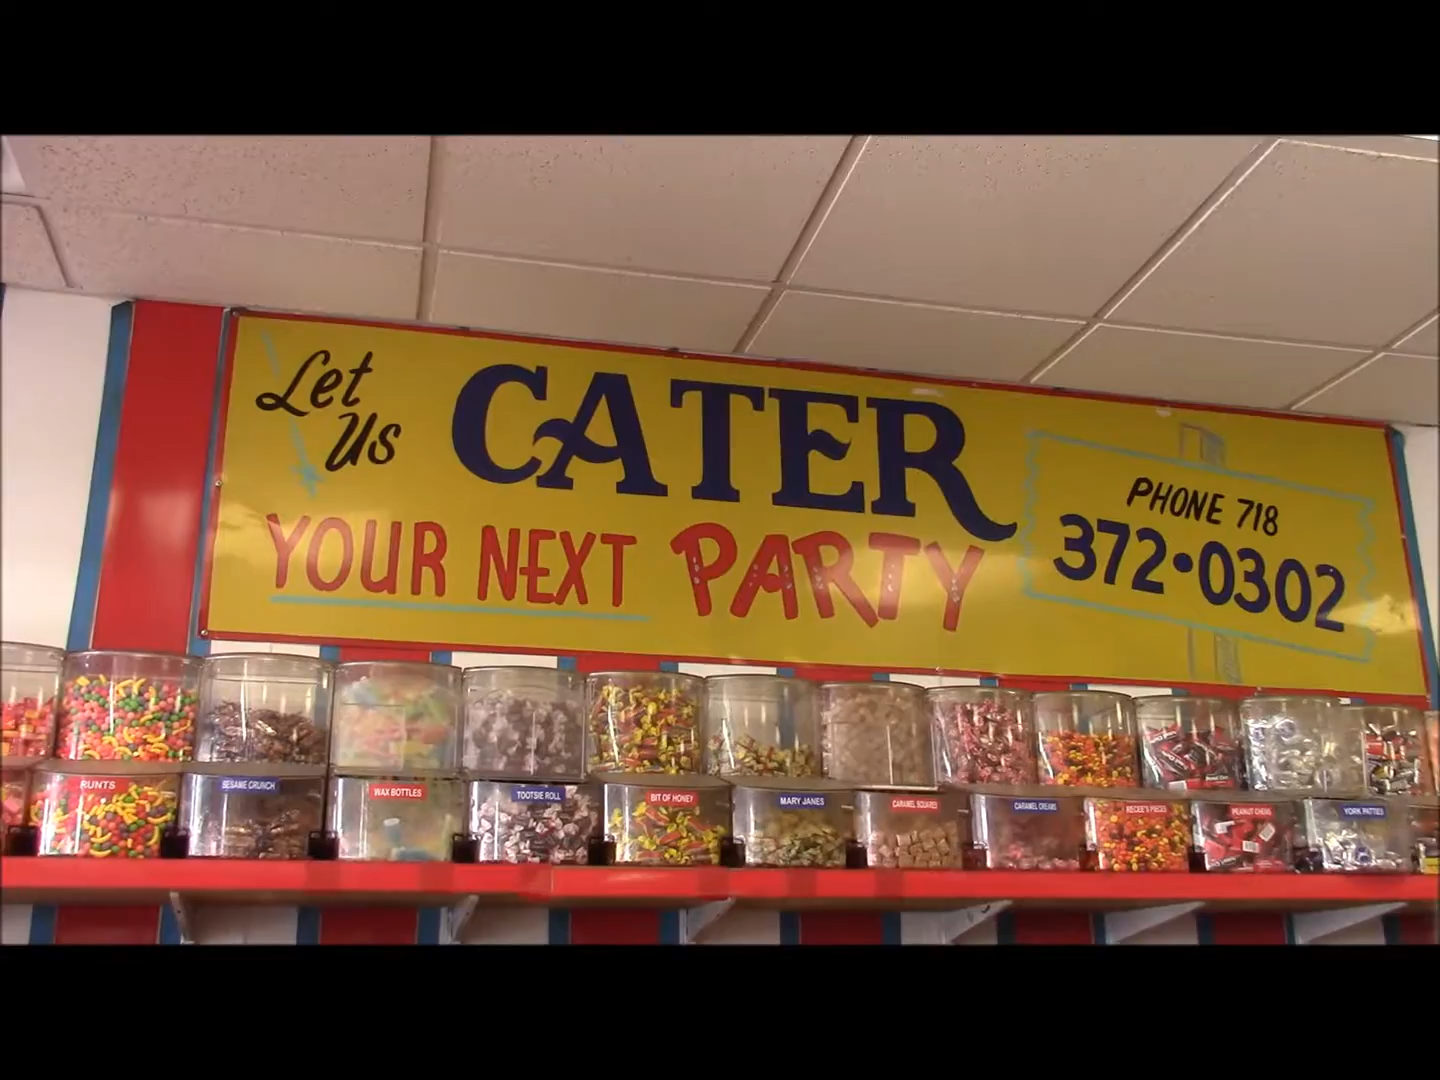 Let
Us
CATER
YOUR NEXT PARTY
PHONE 718
372•0302
RUNTS
SESAME CRUNCH
WAX BOTTLES
TOOTSIE ROLL
BIT OF HONEY
MARY JANES
CARAMEL SQUARES
CARAMEL CREAMS
RECEE'S PIECES
PEANUT CHEWS
YORK PATTIES